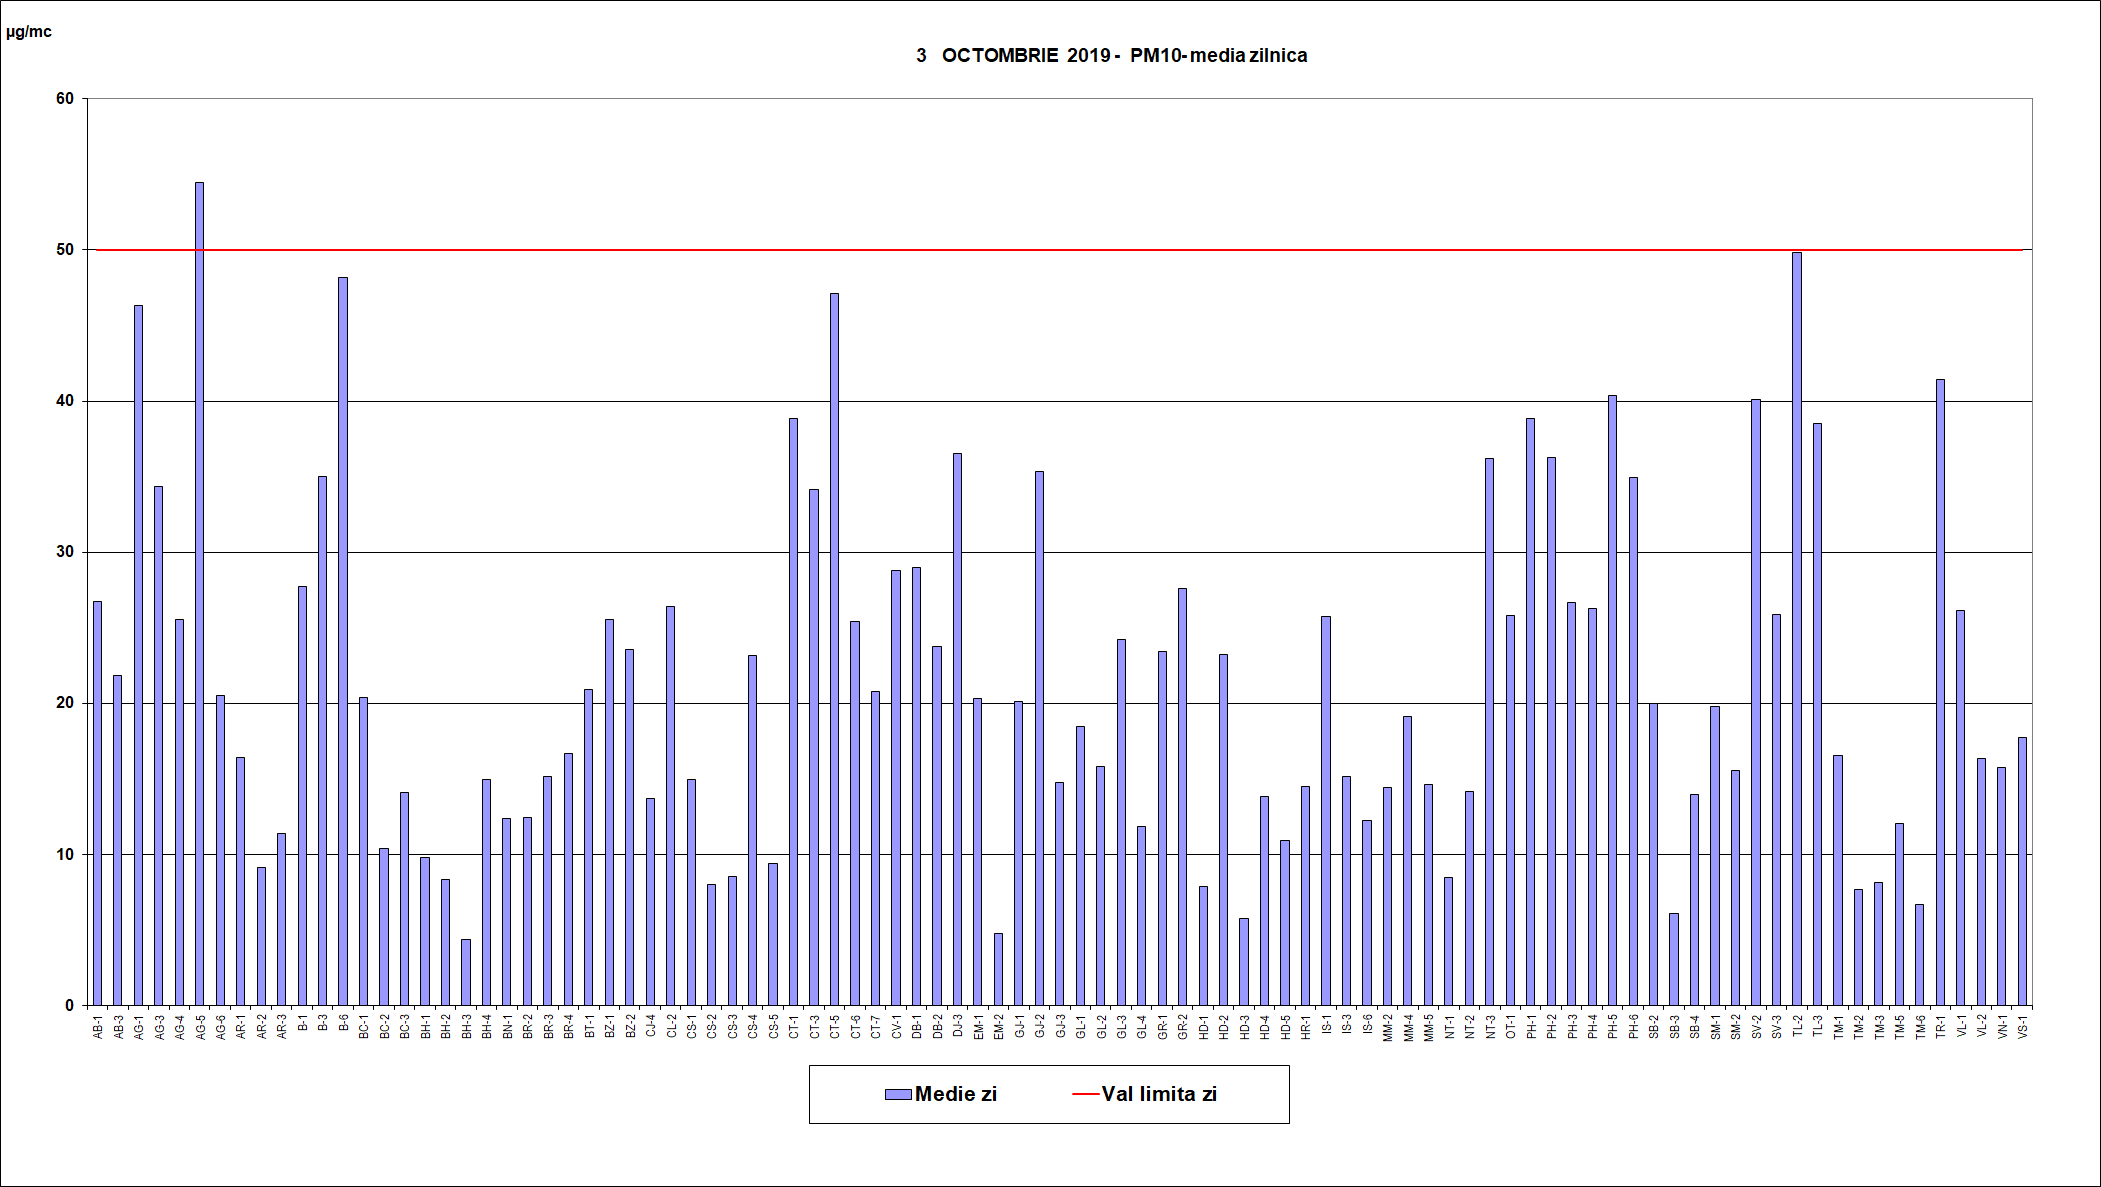 µg/mc
3 OCTOMBRIE 2019 - PM10- media zilnica
60
50
40
30
20
10
0
AB-1 AB-3 AG-1 AG-3 AG-4 AG-5 AG-6 AR-1 AR-2 AR-3 B-1 B-3 B-6 BC-1 BC-2 BC-3 BH-1 BH-2 BH-3 BH-4 BN-1 BR-2 BR-3 BR-4 BT-1 BZ-1 BZ-2 CJ-4 CL-2 CS-1 CS-2 CS-3 CS-4 CS-5 CT-1 CT-3 CT-5 CT-6 CT-7 CV-1 DB-1 DB-2 DJ-3 EM-1 EM-2 GJ-1 GJ-2 GJ-3 GL-1 GL-2 GL-3 GL-4 GR-1 GR-2 HD-1 HD-2 HD-3 HD-4 HD-5 HR-1 IS-1 IS-3 IS-6 MM-2 MM-4 MM-5 NT-1 NT-2 NT-3 OT-1 PH-1 PH-2 PH-3 PH-4 PH-5 PH-6 SB-2 SB-3 SB-4 SM-1 SM-2 SV-2 SV-3 TL-2 TL-3 TM-1 TM-2 TM-3 TM-5 TM-6 TR-1 VL-1 VL-2 VN-1 VS-1
Medie zi Val limita zi